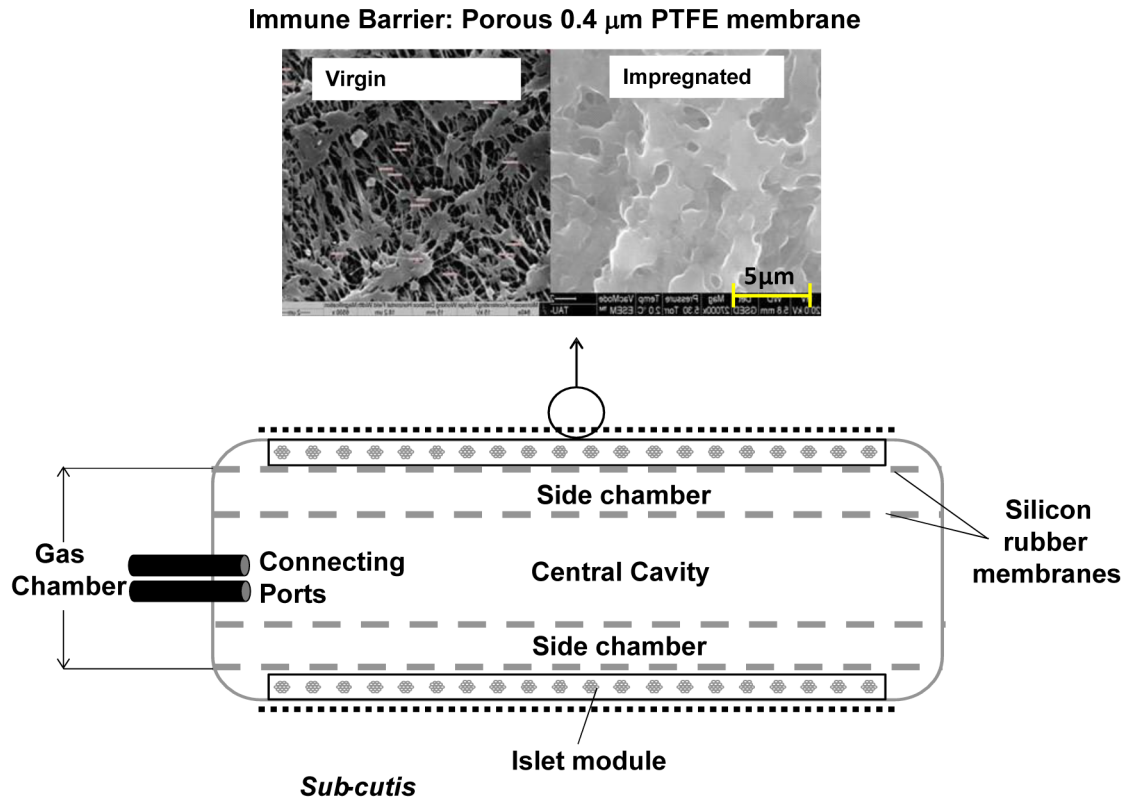 Immune Barrier: Porous 0.4 μm PTFE membrane
Virgin
Impregnated
5μm
Side chamber
Gas
Chamber
Connecting
Ports
Central Cavity
Silicon
rubber
membranes
Side chamber
Islet module
Sub-cutis